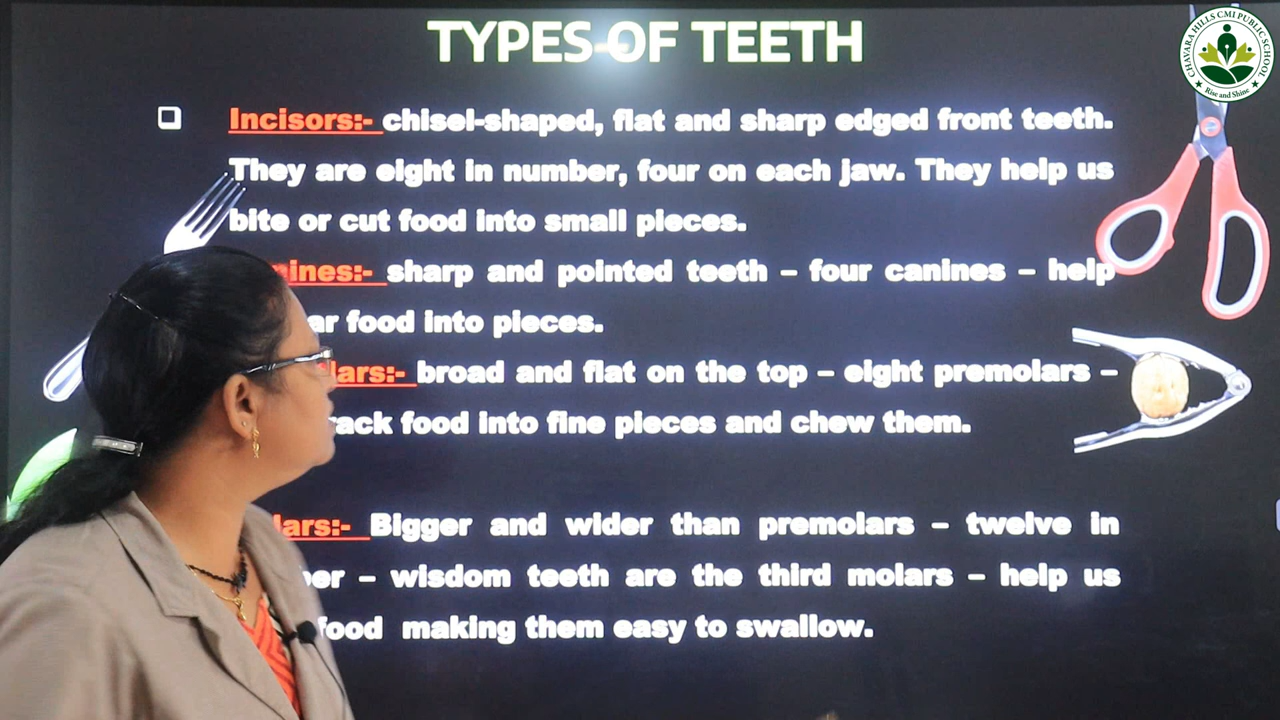 TYPES OF TEETH
CHAVARA HILLS CMI PUBLIC SCHOOL
Rise and Shine
Incisors:- chisel-shaped, flat and sharp edged front teeth.
They are eight in number, four on each jaw. They help us
bite or cut food into small pieces.
nines:- sharp and pointed teeth – four canines – help
ar food into pieces.
lars:- broad and flat on the top – eight premolars –
rack food into fine pieces and chew them.
lars:- Bigger and wider than premolars – twelve in
er – wisdom teeth are the third molars – help us
food making them easy to swallow.